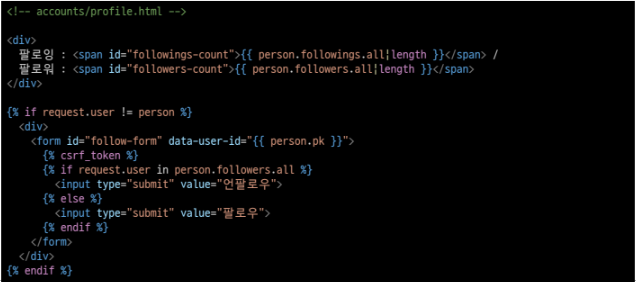 <!-- accounts/profile.html -->
<div>
팔로잉 : <span id="followings-count">{{ person.followings.all|length }}</span> /
팔로워 : <span id="followers-count">{{ person.followers.all|length }}</span>
</div>
{% if request.user != person %}
<div>
<form id="follow-form" data-user-id="{{ person.pk }}">
{% csrf_token %}
{% if request.user in person.followers.all %}
<input type="submit" value="언팔로우">
{% else %}
<input type="submit" value="팔로우">
{% endif %}
</form>
</div>
{% endif %}